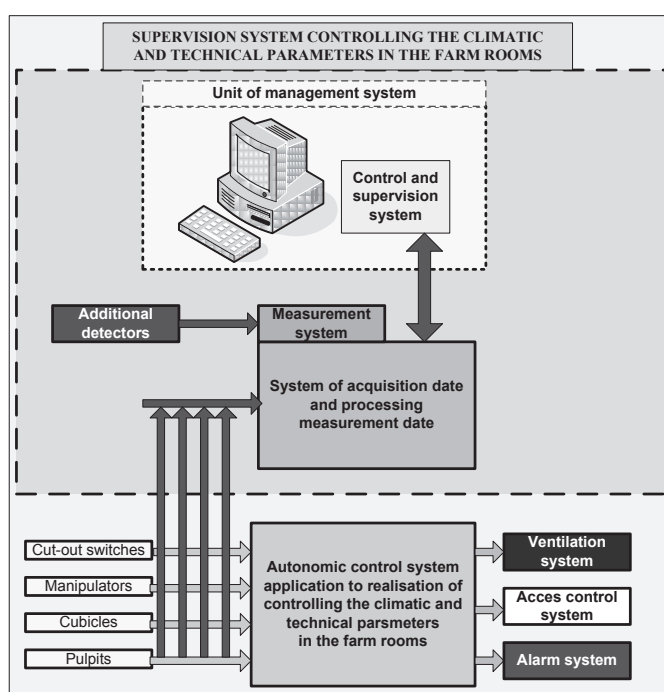 SUPERVISION SYSTEM CONTROLLING THE CLIMATIC
AND TECHNICAL PARAMETERS IN THE FARM ROOMS
Unit of management system
Control and
supervision
system
Additional
detectors
Measurement
system
System of acquisition date
and processing
measurement date
Cut-out switches
Manipulators
Cubicles
Pulpits
Autonomic control system
application to realisation of
controlling the climatic and
technical parsmeters
in the farm rooms
Ventilation
system
Acces control
system
Alarm system